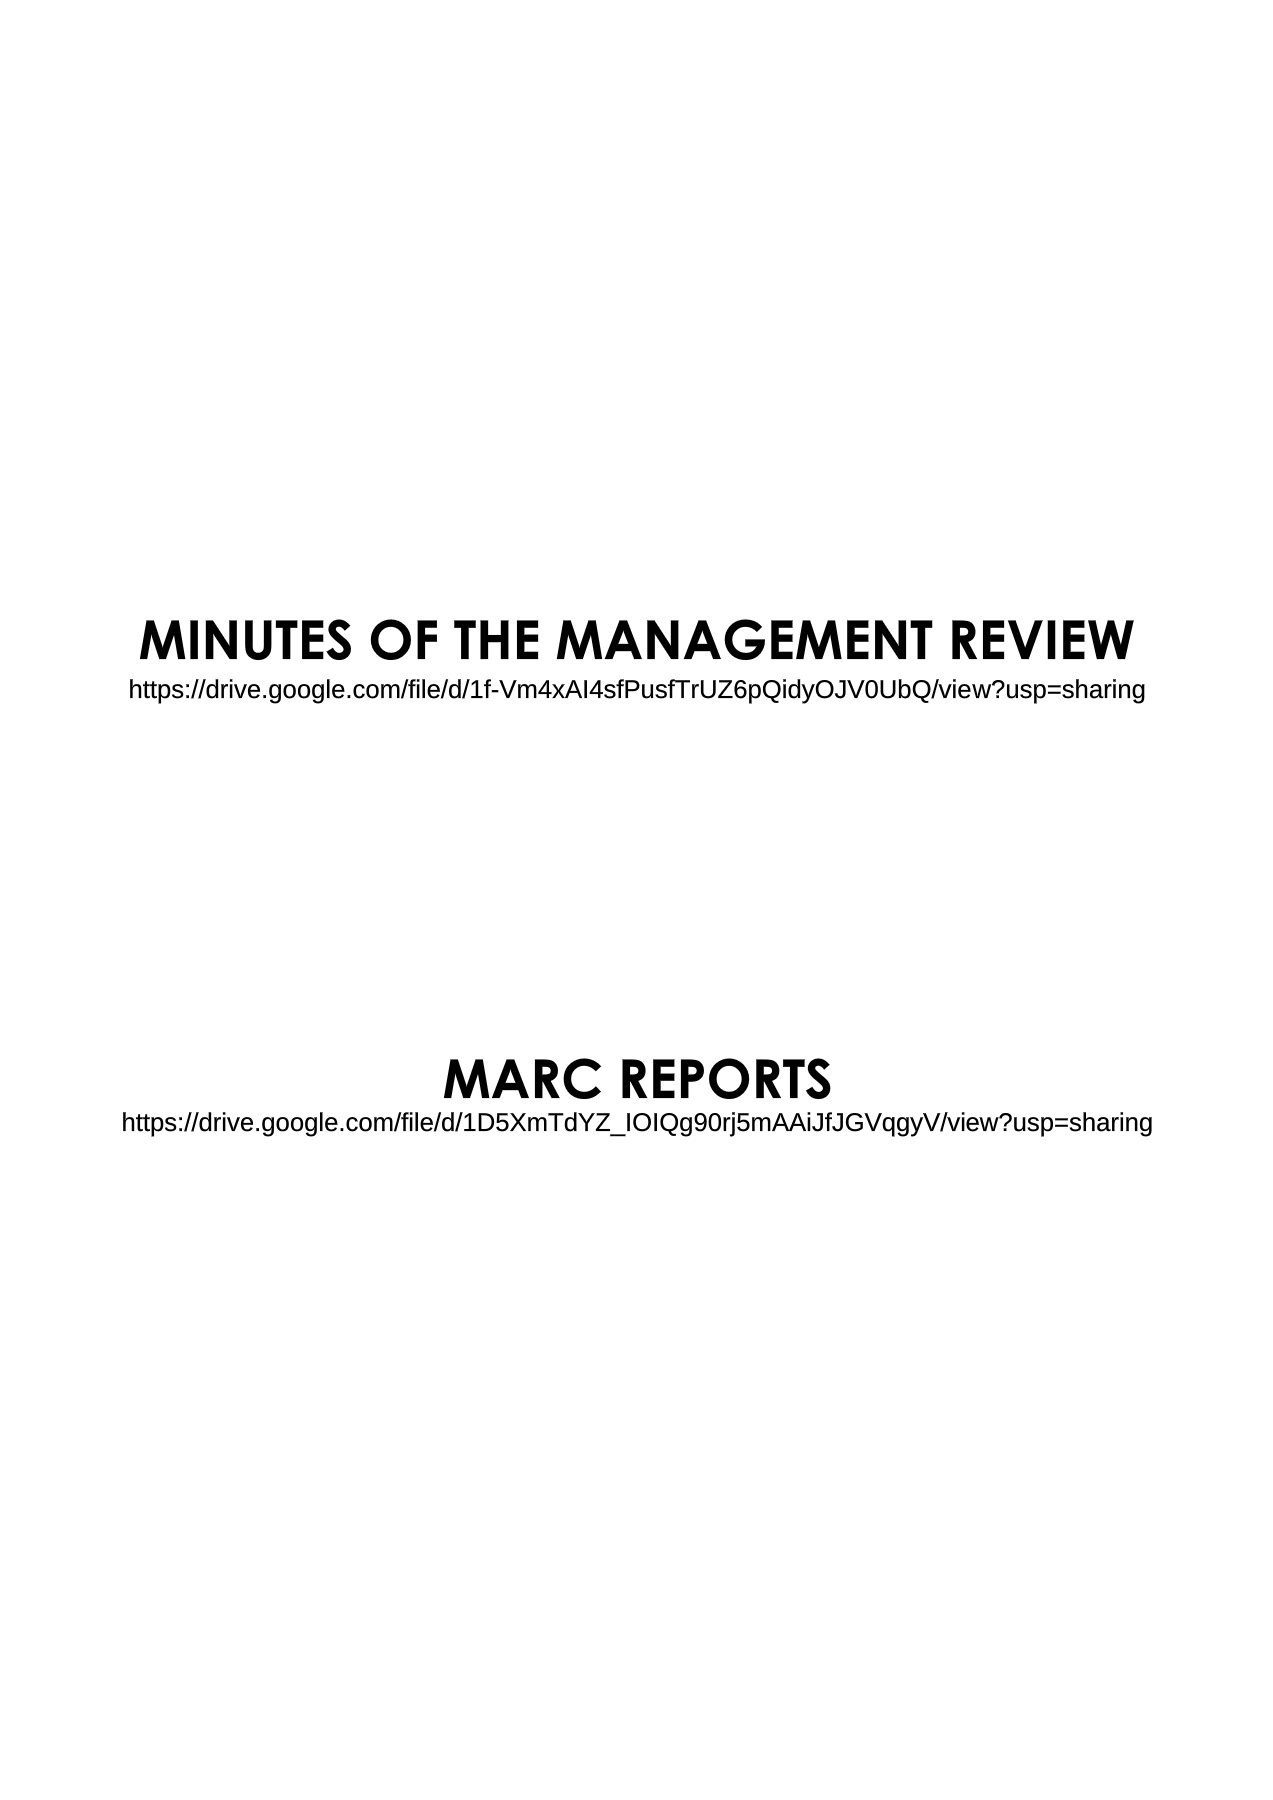 MINUTES OF THE MANAGEMENT REVIEW
https://drive.google.com/file/d/1f-Vm4xAI4sfPusfTrUZ6pQidyOJV0UbQ/view?usp=sharing
MARC REPORTS
https://drive.google.com/file/d/1D5XmTdYZ_IOIQg90rj5mAAiJfJGVqgyV/view?usp=sharing